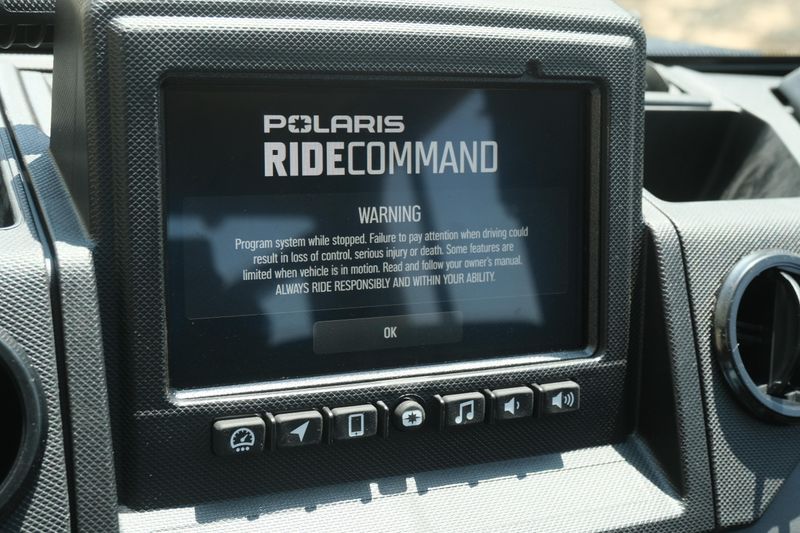 POLARIS
RIDECOMMAND
WARNING
Program system while stopped. Failure to pay attention when driving could
result in loss of control, serious injury or death. Some features are
limited when vehicle is in motion. Read and follow your owner's manual.
ALWAYS RIDE RESPONSIBLY AND WITHIN YOUR ABILITY.
OK